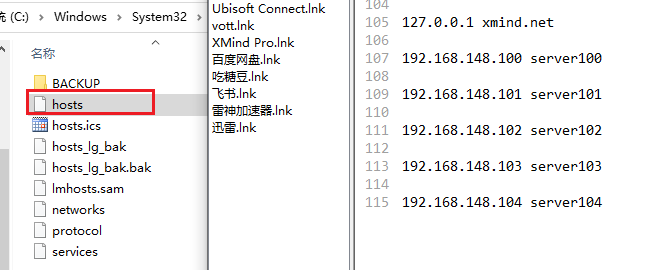 统 (C:) > Windows > System32
名称
BACKUP
hosts
hosts.ics
hosts_lg_bak
hosts_lg_bak.bak
lmhosts.sam
networks
protocol
services
Ubisoft Connect.lnk
vott.lnk
XMind Pro.lnk
百度网盘.lnk
吃糖豆.lnk
飞书.lnk
雷神加速器.lnk
迅雷.lnk
104
105 127.0.0.1 xmind.net
106
107 192.168.148.100 server100
108
109 192.168.148.101 server101
110
111 192.168.148.102 server102
112
113 192.168.148.103 server103
114
115 192.168.148.104 server104